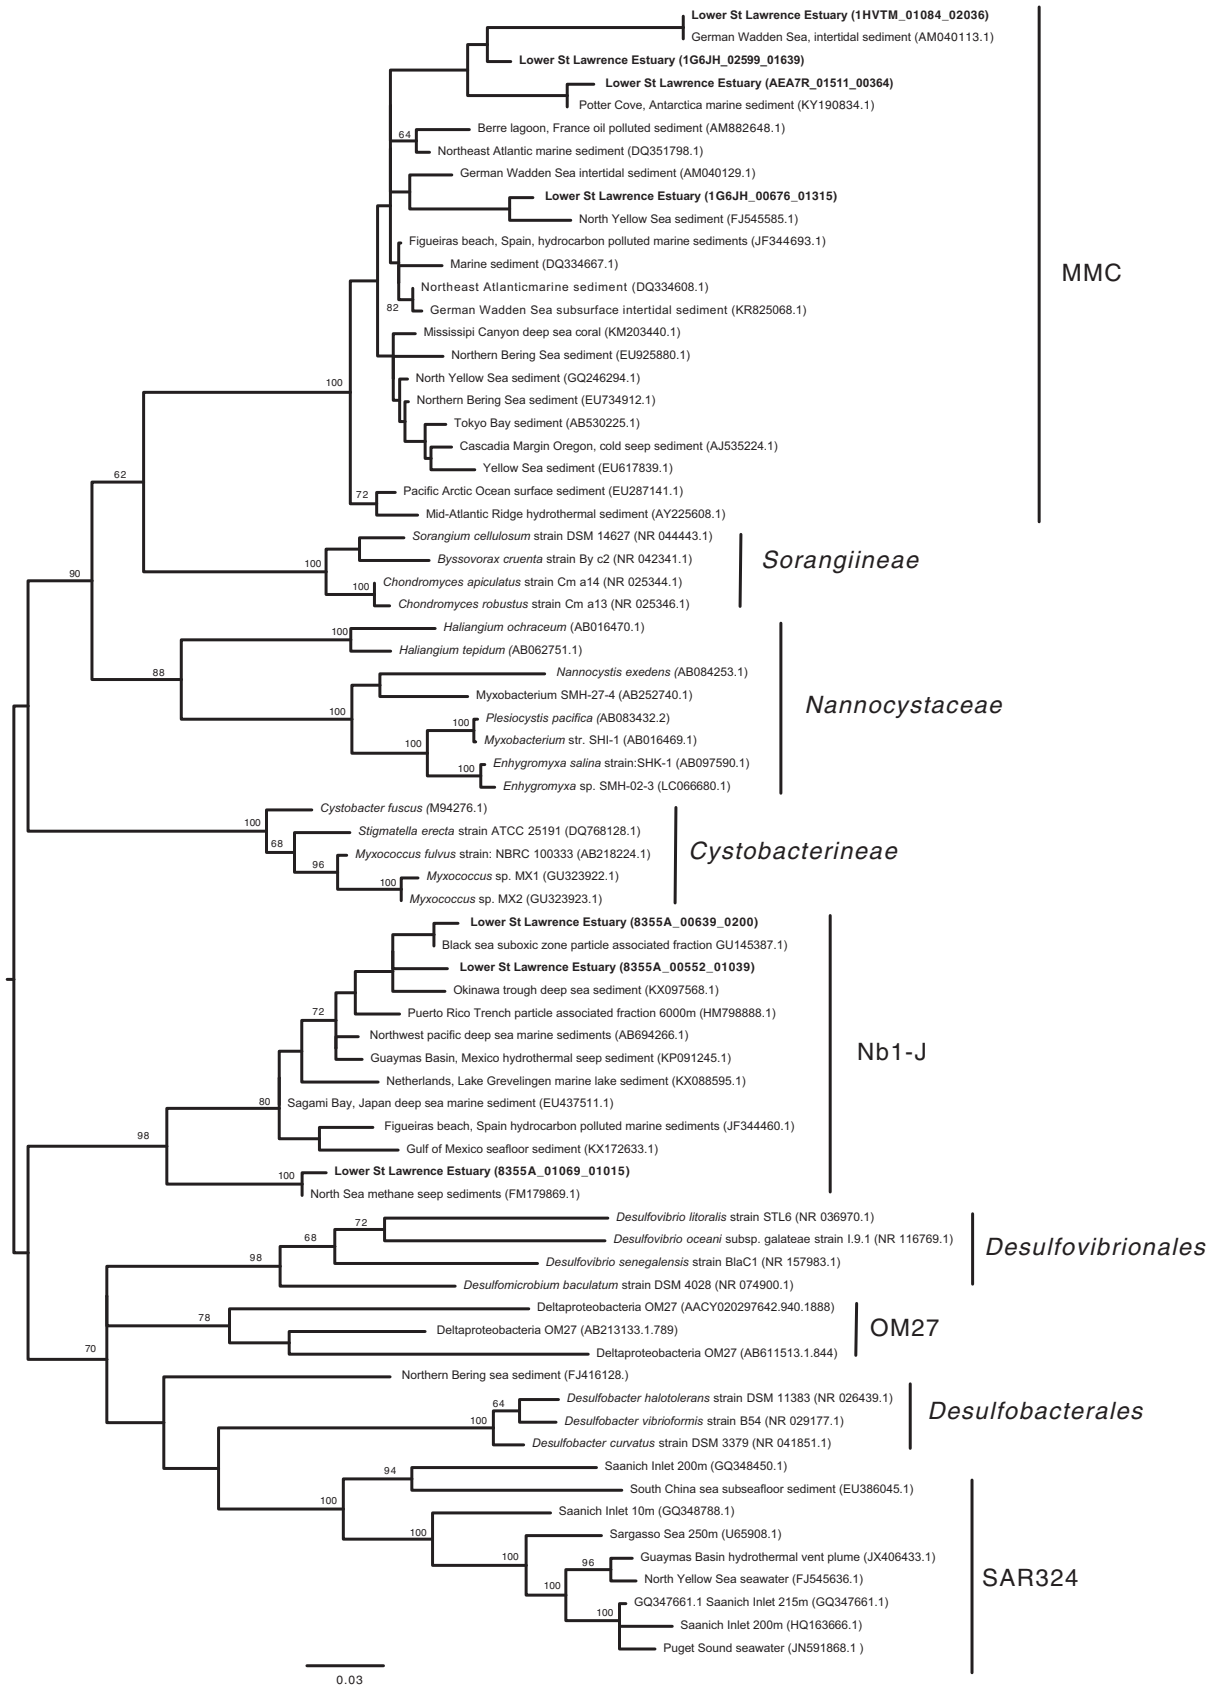 Lower St Lawrence Estuary (1HVTM_01084_02036)
German Wadden Sea, intertidal sediment (AM040113.1)
Lower St Lawrence Estuary (1G6JH_02599_01639)
Lower St Lawrence Estuary (AEA7R_01511_00364)
Potter Cove, Antarctica marine sediment (KY190834.1)
64
Berre lagoon, France oil polluted sediment (AM882648.1)
Northeast Atlantic marine sediment (DQ351798.1)
German Wadden Sea intertidal sediment (AM040129.1)
Lower St Lawrence Estuary (1G6JH_00676_01315)
North Yellow Sea sediment (FJ545585.1)
Figueiras beach, Spain, hydrocarbon polluted marine sediments (JF344693.1)
Marine sediment (DQ334667.1)
MMC
Northeast Atlanticmarine sediment (DQ334608.1)
82
German Wadden Sea subsurface intertidal sediment (KR825068.1)
Mississipi Canyon deep sea coral (KM203440.1)
Northern Bering Sea sediment (EU925880.1)
100
North Yellow Sea sediment (GQ246294.1)
Northern Bering Sea sediment (EU734912.1)
Tokyo Bay sediment (AB530225.1)
Cascadia Margin Oregon, cold seep sediment (AJ535224.1)
Yellow Sea sediment (EU617839.1)
62
72
Pacific Arctic Ocean surface sediment (EU287141.1)
Mid-Atlantic Ridge hydrothermal sediment (AY225608.1)
Sorangium cellulosum strain DSM 14627 (NR 044443.1)
Byssovorax cruenta strain By c2 (NR 042341.1)
Sorangiineae
100
90
100
Chondromyces apiculatus strain Cm a14 (NR 025344.1)
Chondromyces robustus strain Cm a13 (NR 025346.1)
100
Haliangium ochraceum (AB016470.1)
Haliangium tepidum (AB062751.1)
88
Nannocystis exedens (AB084253.1)
Myxobacterium SMH-27-4 (AB252740.1)
Nannocystaceae
100
100
Plesiocystis pacifica (AB083432.2)
Myxobacterium str. SHI-1 (AB016469.1)
100
100
Enhygromyxa salina strain:SHK-1 (AB097590.1)
Enhygromyxa sp. SMH-02-3 (LC066680.1)
Cystobacter fuscus (M94276.1)
100
Stigmatella erecta strain ATCC 25191 (DQ768128.1)
68
Myxococcus fulvus strain: NBRC 100333 (AB218224.1)
Cystobacterineae
96
Myxococcus sp. MX1 (GU323922.1)
100
Myxococcus sp. MX2 (GU323923.1)
Lower St Lawrence Estuary (8355A_00639_0200)
Black sea suboxic zone particle associated fraction GU145387.1)
Lower St Lawrence Estuary (8355A_00552_01039)
Okinawa trough deep sea sediment (KX097568.1)
72
Puerto Rico Trench particle associated fraction 6000m (HM798888.1)
Northwest pacific deep sea marine sediments (AB694266.1)
Nb1-J
Guaymas Basin, Mexico hydrothermal seep sediment (KP091245.1)
Netherlands, Lake Grevelingen marine lake sediment (KX088595.1)
80
Sagami Bay, Japan deep sea marine sediment (EU437511.1)
Figueiras beach, Spain hydrocarbon polluted marine sediments (JF344460.1)
98
Gulf of Mexico seafloor sediment (KX172633.1)
100
Lower St Lawrence Estuary (8355A_01069_01015)
North Sea methane seep sediments (FM179869.1)
72
Desulfovibrio litoralis strain STL6 (NR 036970.1)
68
Desulfovibrio oceani subsp. galateae strain I.9.1 (NR 116769.1)
Desulfovibrionales
98
Desulfovibrio senegalensis strain BlaC1 (NR 157983.1)
Desulfomicrobium baculatum strain DSM 4028 (NR 074900.1)
78
Deltaproteobacteria OM27 (AACY020297642.940.1888)
Deltaproteobacteria OM27 (AB213133.1.789)
OM27
70
Deltaproteobacteria OM27 (AB611513.1.844)
Northern Bering sea sediment (FJ416128.)
64
Desulfobacter halotolerans strain DSM 11383 (NR 026439.1)
Desulfobacterales
100
Desulfobacter vibrioformis strain B54 (NR 029177.1)
Desulfobacter curvatus strain DSM 3379 (NR 041851.1)
94
Saanich Inlet 200m (GQ348450.1)
South China sea subseafloor sediment (EU386045.1)
100
Saanich Inlet 10m (GQ348788.1)
100
Sargasso Sea 250m (U65908.1)
100
96
Guaymas Basin hydrothermal vent plume (JX406433.1)
North Yellow Sea seawater (FJ545636.1)
SAR324
100
GQ347661.1 Saanich Inlet 215m (GQ347661.1)
100
Saanich Inlet 200m (HQ163666.1)
Puget Sound seawater (JN591868.1 )
0.03